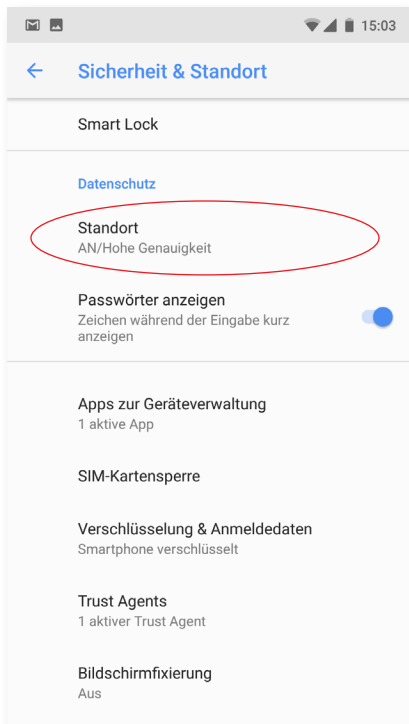 15:03
Sicherheit & Standort
Smart Lock
Datenschutz
Standort
AN/Hohe Genauigkeit
Passwörter anzeigen
Zeichen während der Eingabe kurz
anzeigen
Apps zur Geräteverwaltung
1 aktive App
SIM-Kartensperre
Verschlüsselung & Anmeldedaten
Smartphone verschlüsselt
Trust Agents
1 aktiver Trust Agent
Bildschirmfixierung
Aus